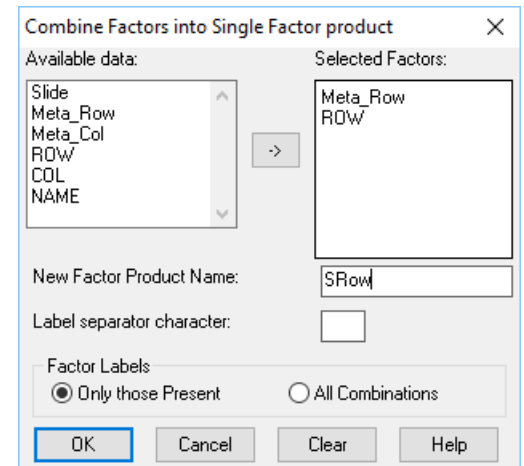 Combine Factors into Single Factor product
Available data:
Selected Factors:
Slide
Meta_Row
Meta_Col
ROW
COL
NAME
->
Meta_Row
ROW
New Factor Product Name:
SRow
Label separator character:
Factor Labels
Only those Present
All Combinations
OK
Cancel
Clear
Help